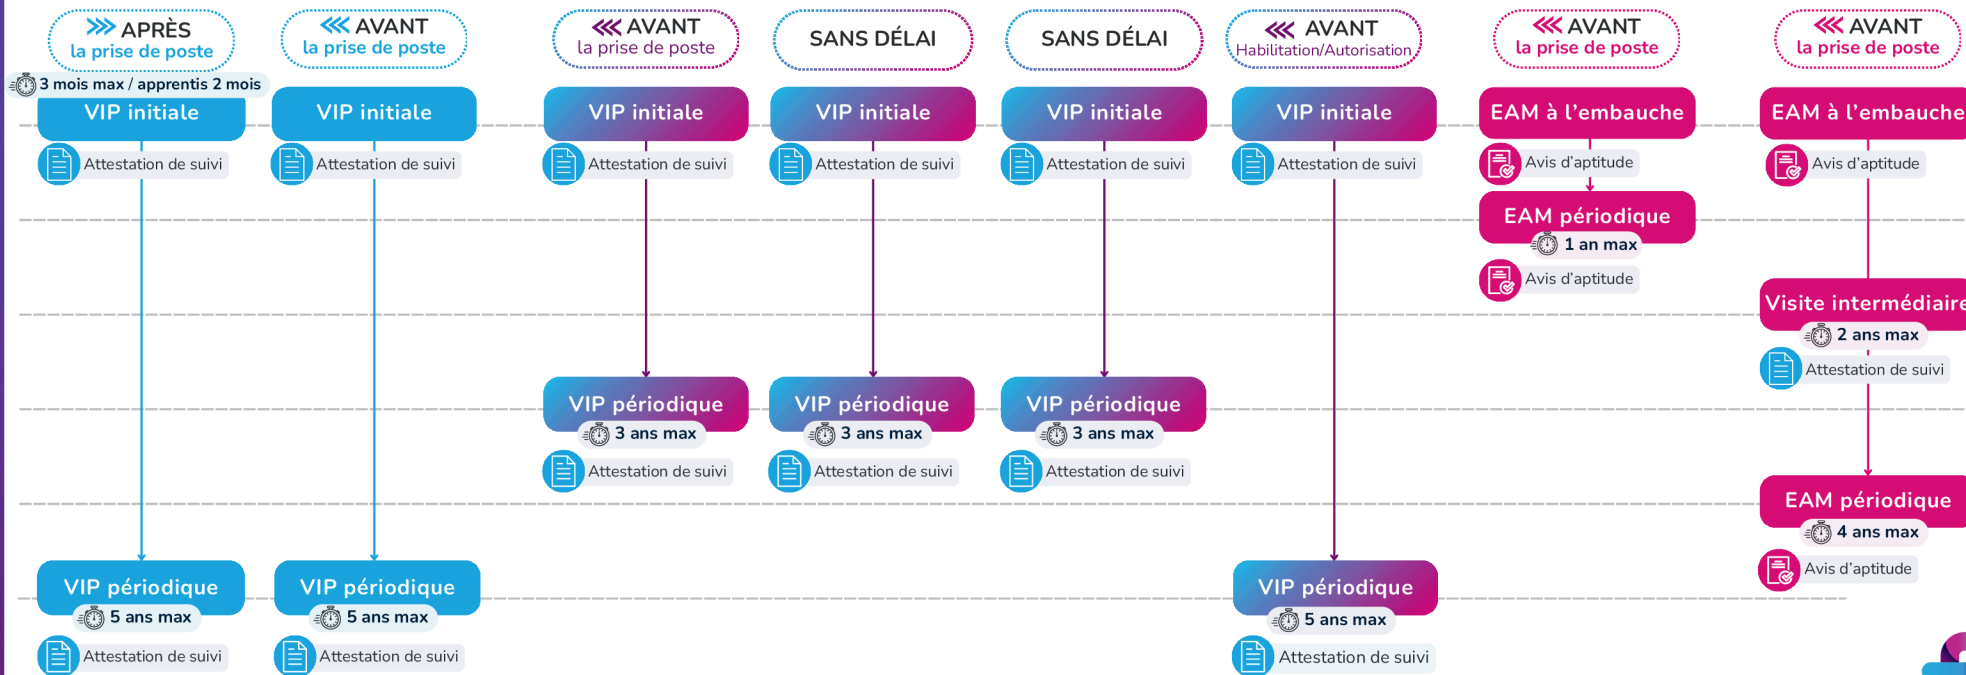 APRÈS
la prise de poste
AVANT
la prise de poste
AVANT
la prise de poste
SANS DÉLAI
SANS DÉLAI
AVANT
Habilitation/Autorisation
AVANT
la prise de poste
AVANT
la prise de poste
3 mois max / apprentis 2 mois
VIP initiale
VIP initiale
VIP initiale
VIP initiale
VIP initiale
VIP initiale
EAM à l'embauche
EAM à l'embauche
Attestation de suivi
Attestation de suivi
Attestation de suivi
Attestation de suivi
Attestation de suivi
Attestation de suivi
Avis d'aptitude
Avis d'aptitude
EAM périodique
1 an max
Avis d'aptitude
Visite intermédiaire
2 ans max
Attestation de suivi
VIP périodique
VIP périodique
VIP périodique
3 ans max
3 ans max
3 ans max
Attestation de suivi
Attestation de suivi
Attestation de suivi
EAM périodique
4 ans max
Avis d'aptitude
VIP périodique
VIP périodique
VIP périodique
5 ans max
5 ans max
5 ans max
Attestation de suivi
Attestation de suivi
Attestation de suivi